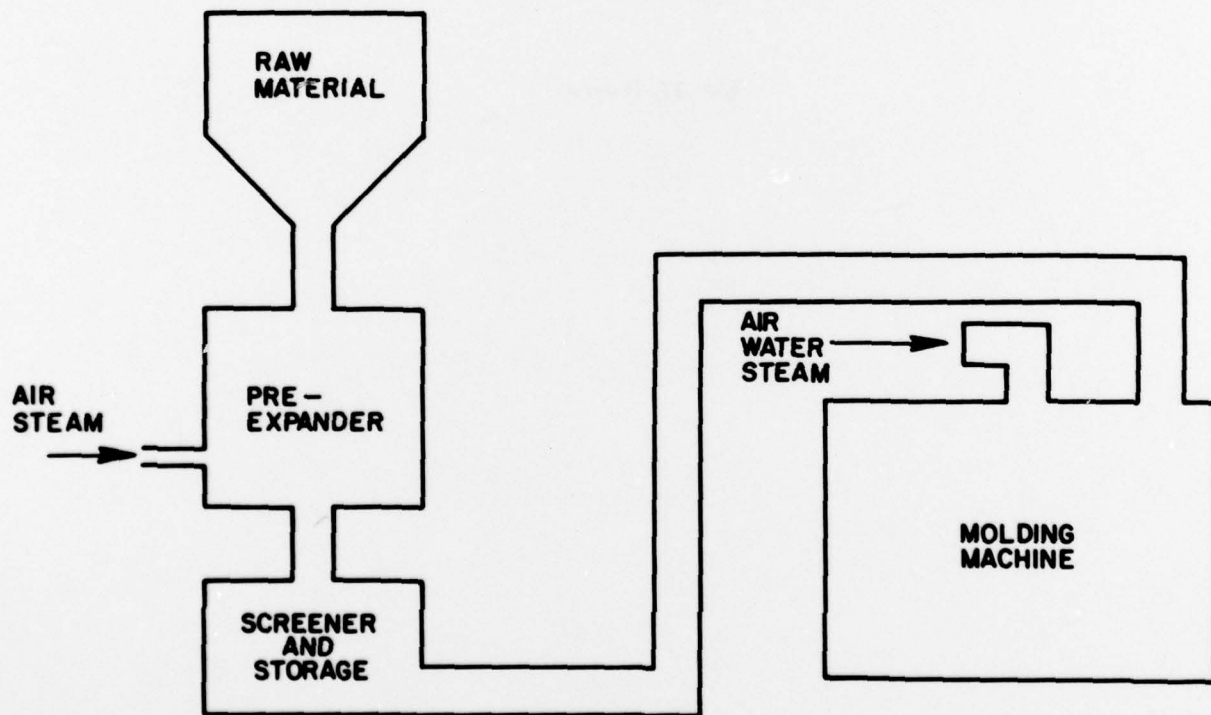 RAW
MATERIAL
AIR
STEAM
PRE-
EXPANDER
SCREENER
AND
STORAGE
AIR
WATER
STEAM
MOLDING
MACHINE